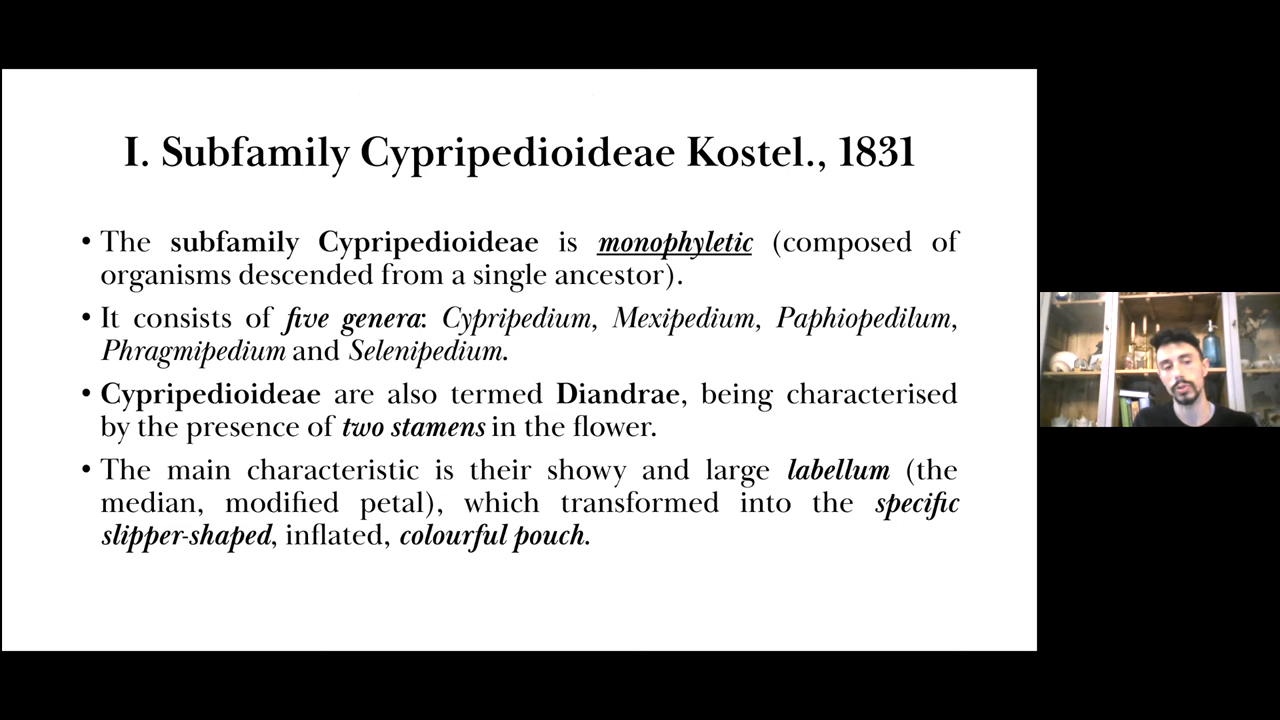 I. Subfamily Cypripedioideae Kostel., 1831
• The subfamily Cypripedioideae is monophyletic (composed of
organisms descended from a single ancestor).
• It consists of five genera: Cypripedium, Mexipedium, Paphiopedilum,
Phragmipedium and Selenipedium.
• Cypripedioideae are also termed Diandrae, being characterised
by the presence of two stamens in the flower.
• The main characteristic is their showy and large labellum (the
median, modified petal), which transformed into the specific
slipper-shaped, inflated, colourful pouch.